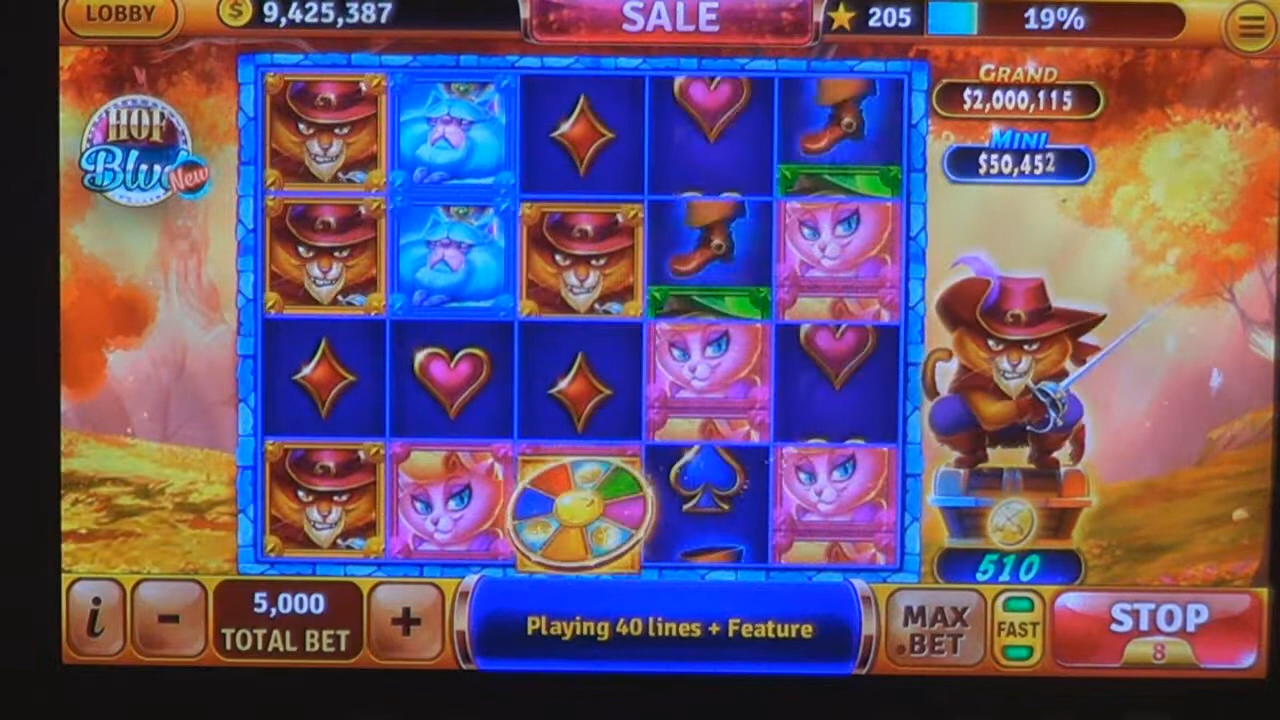 LOBBY
$ 9,425,387
SALE
205
19%
HOF
Blvd
New
GRAND
$2,000,115
MINI
$50,452
510
i
-
5,000
TOTAL BET
+
Playing 40 lines + Feature
MAX
BET
FAST
STOP
8